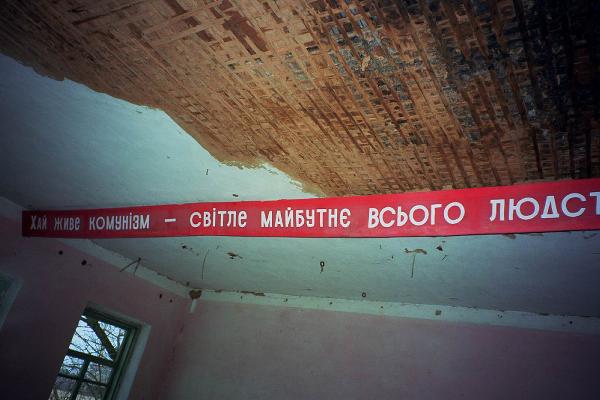 Хай живе комунізм – світле майбутнє всього людст